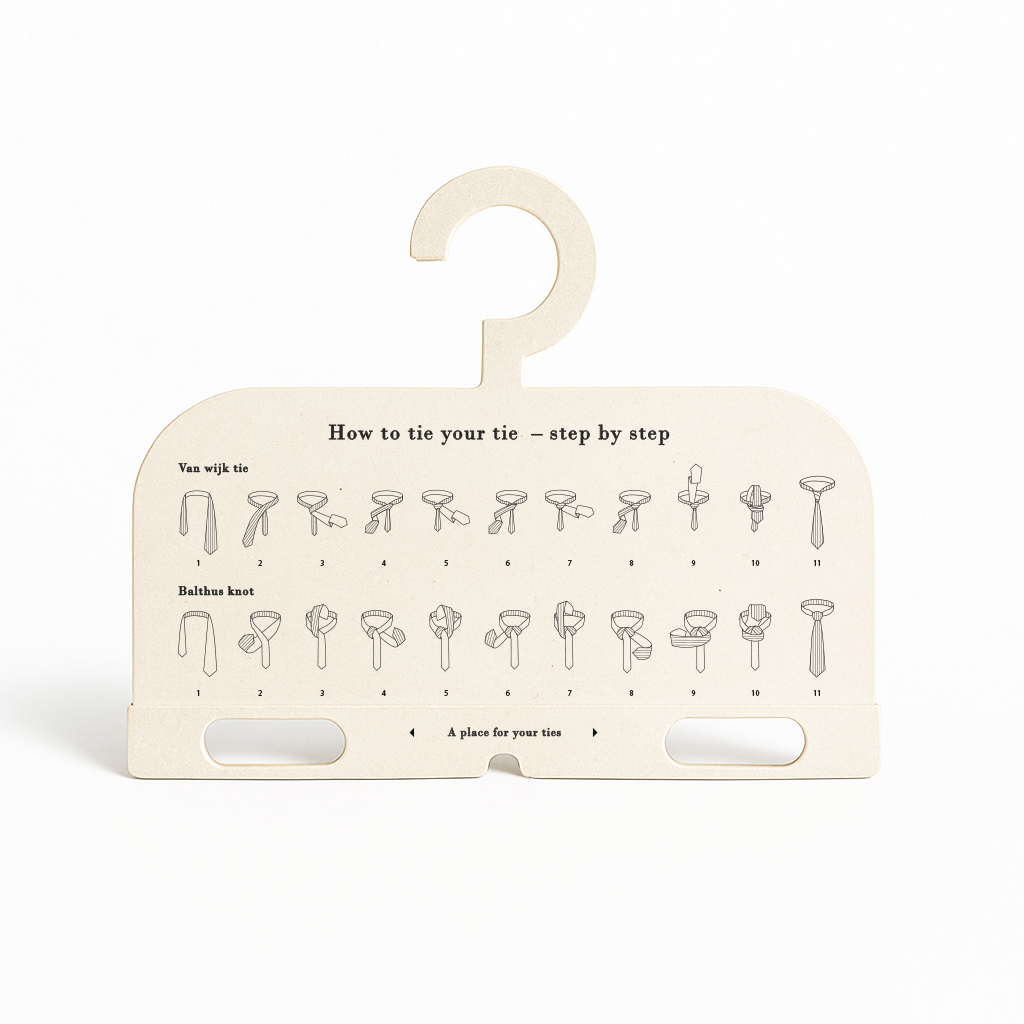 How to tie your tie – step by step
Van wijk tie
1 2 3 4 5 6 7 8 9 10 11
Balthus knot
1 2 3 4 5 6 7 8 9 10 11
A place for your ties